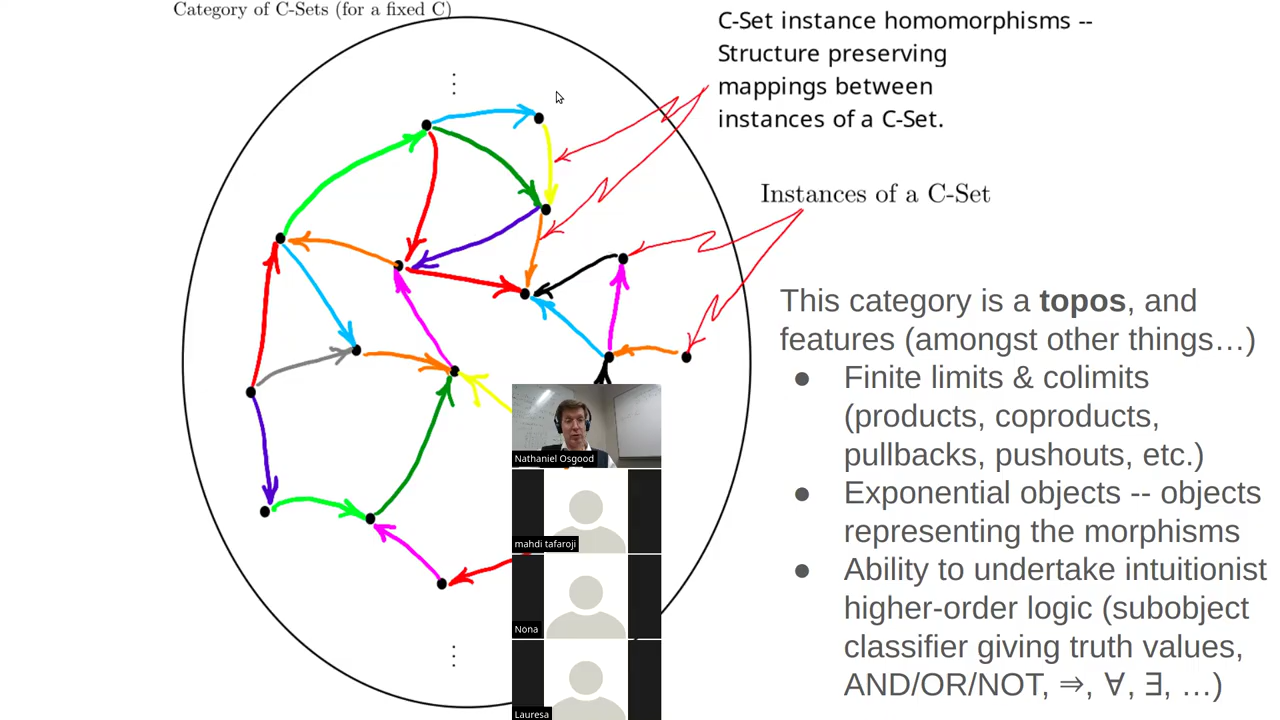 Category of C-Sets (for a fixed C)
C-Set instance homomorphisms --
Structure preserving
mappings between
instances of a C-Set.
Instances of a C-Set
This category is a topos, and
features (amongst other things…)
● Finite limits & colimits
(products, coproducts,
pullbacks, pushouts, etc.)
● Exponential objects -- objects
representing the morphisms
● Ability to undertake intuitionist
higher-order logic (subobject
classifier giving truth values,
AND/OR/NOT, ⇒, ∀, ∃, …)
Nathaniel Osgood
mahdi tafaroji
Nona
Lauresa